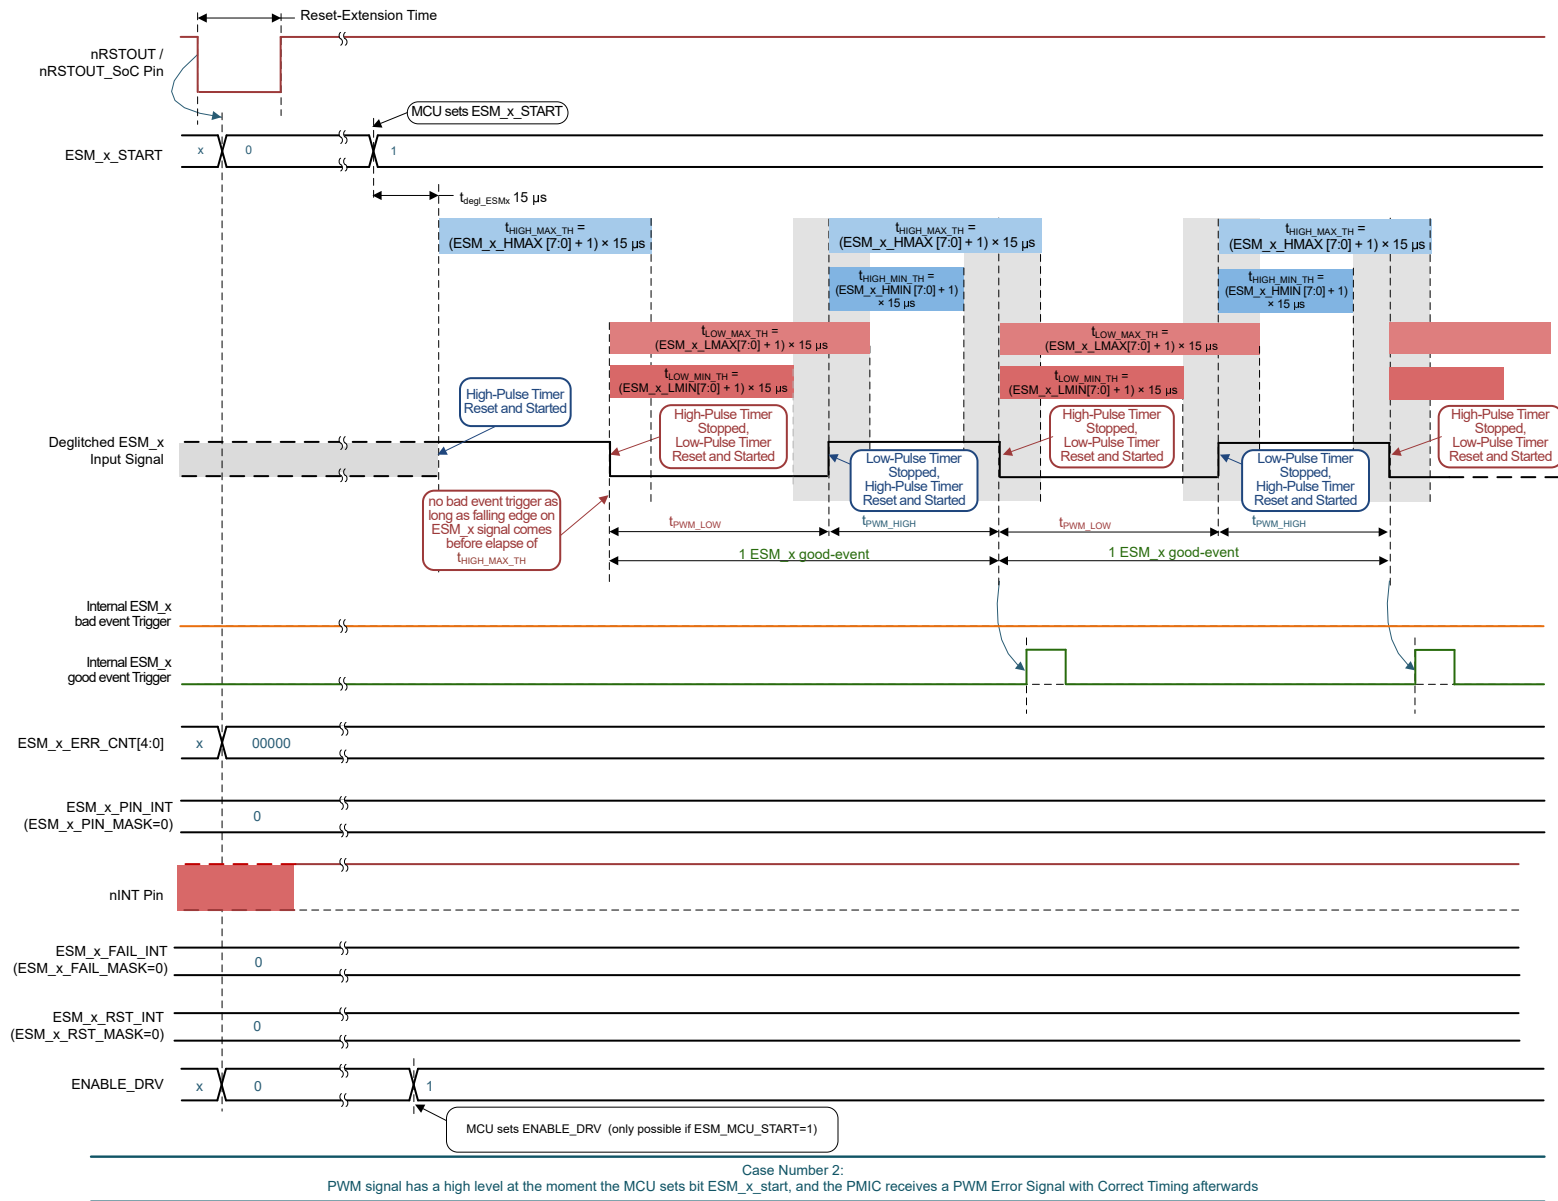 Reset-Extension Time
nRSTOUT /
nRSTOUT_SoC Pin
MCU sets ESM_x_START
ESM_x_START
x
0
1
tdegl_ESMx 15 µs
tHIGH_MAX_TH =
(ESM_x_HMAX [7:0] + 1) × 15 µs
tHIGH_MAX_TH =
(ESM_x_HMAX [7:0] + 1) × 15 µs
tHIGH_MAX_TH =
(ESM_x_HMAX [7:0] + 1) × 15 µs
tHIGH_MIN_TH =
(ESM_x_HMIN [7:0] + 1)
× 15 µs
tHIGH_MIN_TH =
(ESM_x_HMIN [7:0] + 1)
× 15 µs
tLOW_MAX_TH =
(ESM_x_LMAX[7:0] + 1) × 15 µs
tLOW_MAX_TH =
(ESM_x_LMAX[7:0] + 1) × 15 µs
tLOW_MIN_TH =
(ESM_x_LMIN[7:0] + 1) × 15 µs
tLOW_MIN_TH =
(ESM_x_LMIN[7:0] + 1) × 15 µs
High-Pulse Timer
Reset and Started
High-Pulse Timer
Stopped,
Low-Pulse Timer
Reset and Started
High-Pulse Timer
Stopped,
Low-Pulse Timer
Reset and Started
High-Pulse Timer
Stopped,
Low-Pulse Timer
Reset and Started
Deglitched ESM_x
Input Signal
Low-Pulse Timer
Stopped,
High-Pulse Timer
Reset and Started
Low-Pulse Timer
Stopped,
High-Pulse Timer
Reset and Started
no bad event trigger as
long as falling edge on
ESM_x signal comes
before elapse of
tHIGH_MAX_TH
tPWM_LOW
tPWM_HIGH
tPWM_LOW
tPWM_HIGH
1 ESM_x good-event
1 ESM_x good-event
Internal ESM_x
bad event Trigger
Internal ESM_x
good event Trigger
ESM_x_ERR_CNT[4:0]
x
00000
ESM_x_PIN_INT
(ESM_x_PIN_MASK=0)
0
nINT Pin
ESM_x_FAIL_INT
(ESM_x_FAIL_MASK=0)
0
ESM_x_RST_INT
(ESM_x_RST_MASK=0)
0
ENABLE_DRV
x
0
1
MCU sets ENABLE_DRV (only possible if ESM_MCU_START=1)
Case Number 2:
PWM signal has a high level at the moment the MCU sets bit ESM_x_start, and the PMIC receives a PWM Error Signal with Correct Timing afterwards